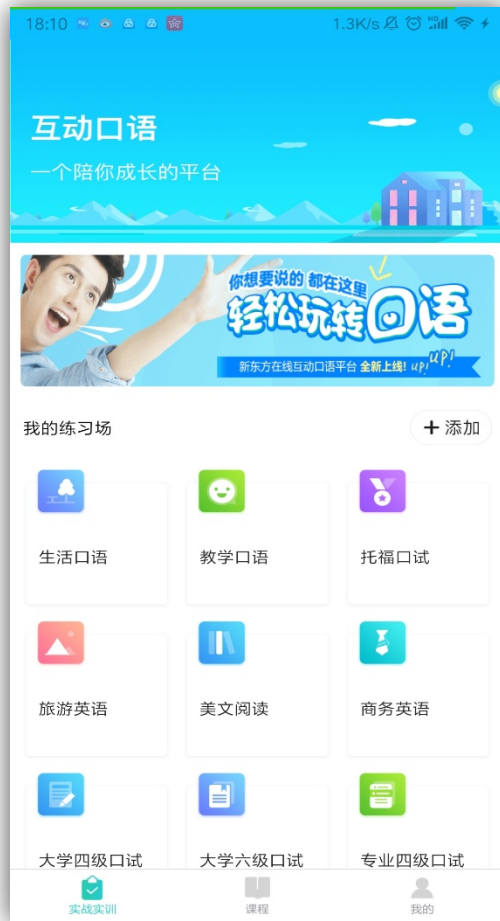 18:10 1.3K/s HD
互动口语
一个陪你成长的平台
你想要说的 都在这里
轻松玩转口语
新东方在线互动口语平台 全新上线! up! up!
我的练习场 + 添加
生活口语 教学口语 托福口试
旅游英语 美文阅读 商务英语
大学四级口试 大学六级口试 专业四级口试
实战实训 课程 我的